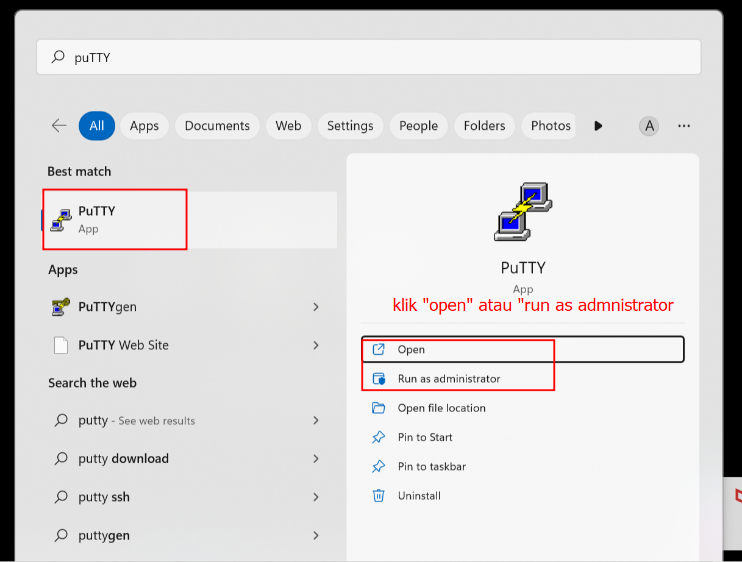 puTTY
All Apps Documents Web Settings People Folders Photos A ...
Best match
PuTTY
App
Apps
PuTTYgen
PuTTY Web Site
Search the web
putty - See web results
putty download
putty ssh
puttygen
PuTTY
App
klik "open" atau "run as admnistrator
Open
Run as administrator
Open file location
Pin to Start
Pin to taskbar
Uninstall